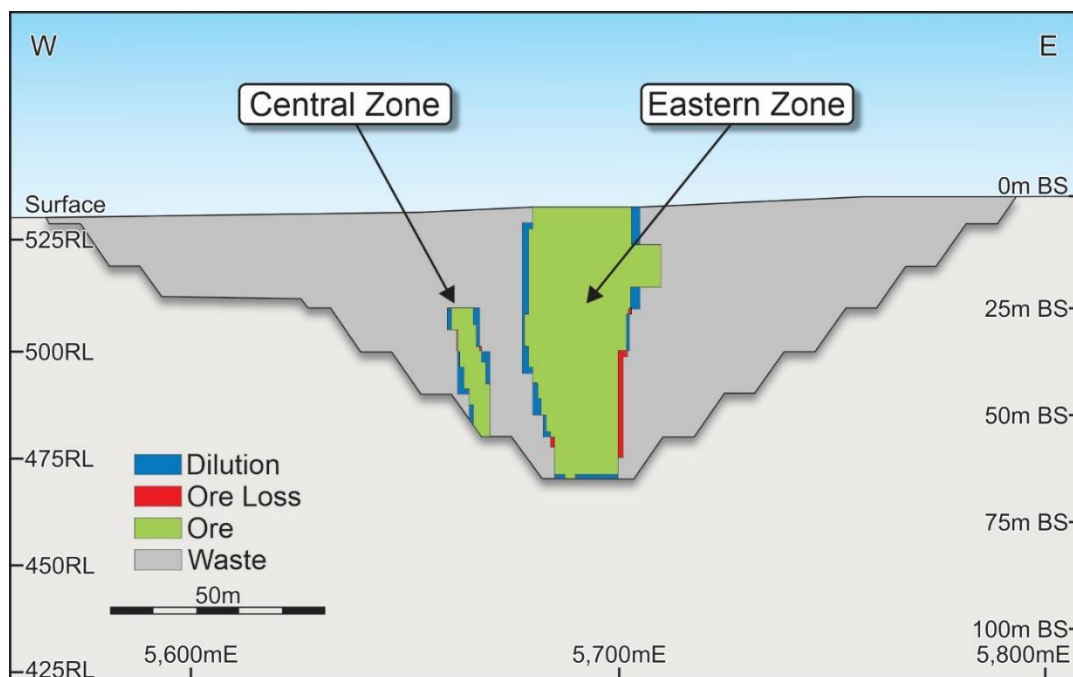 W
E
Central Zone
Eastern Zone
0m BS
Surface
525RL
25m BS
500RL
50m BS
475RL
Dilution
Ore Loss
75m BS
Ore
Waste
450RL
50m
100m BS
5,600mE
5,700mE
5,800mE
425RL